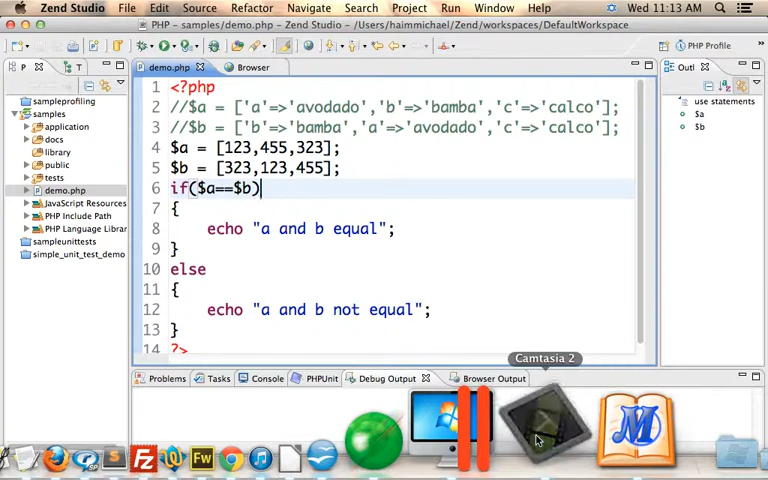 Zend Studio File Edit Source Refactor Navigate Search Project Run Window Help Wed 11:13 AM
PHP - samples/demo.php - Zend Studio - /Users/haimmichael/Zend/workspaces/DefaultWorkspace
PHP Profile
P T demo.php Browser Outl
sampleprofiling
samples
application
docs
library
public
tests
demo.php
JavaScript Resources
PHP Include Path
PHP Language Librar
sampleunittests
simple_unit_test_demo
1 <?php
2 //$a = ['a'=>'avodado','b'=>'bamba','c'=>'calco'];
3 //$b = ['b'=>'bamba','a'=>'avodado','c'=>'calco'];
4 $a = [123,455,323];
5 $b = [323,123,455];
6 if($a==$b)
7 {
8 echo "a and b equal";
9 }
10 else
11 {
12 echo "a and b not equal";
13 }
14 ?>
use statements
$a
$b
Camtasia 2
Problems Tasks Console PHPUnit Debug Output Browser Output
SP S FZ Fw
M